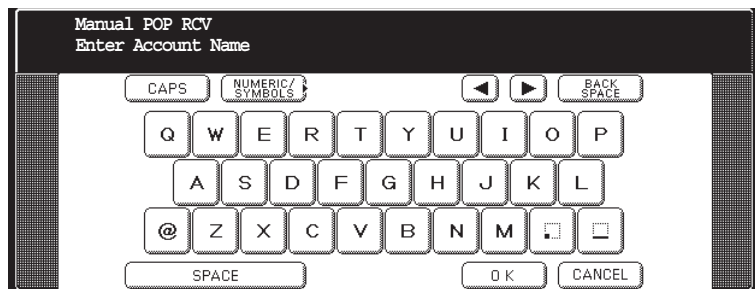 Manual POP RCV
Enter Account Name
CAPS NUMERIC/ SYMBOLS ◀ ▶ BACK SPACE
Q W E R T Y U I O P
A S D F G H J K L
@ Z X C V B N M . _
SPACE OK CANCEL